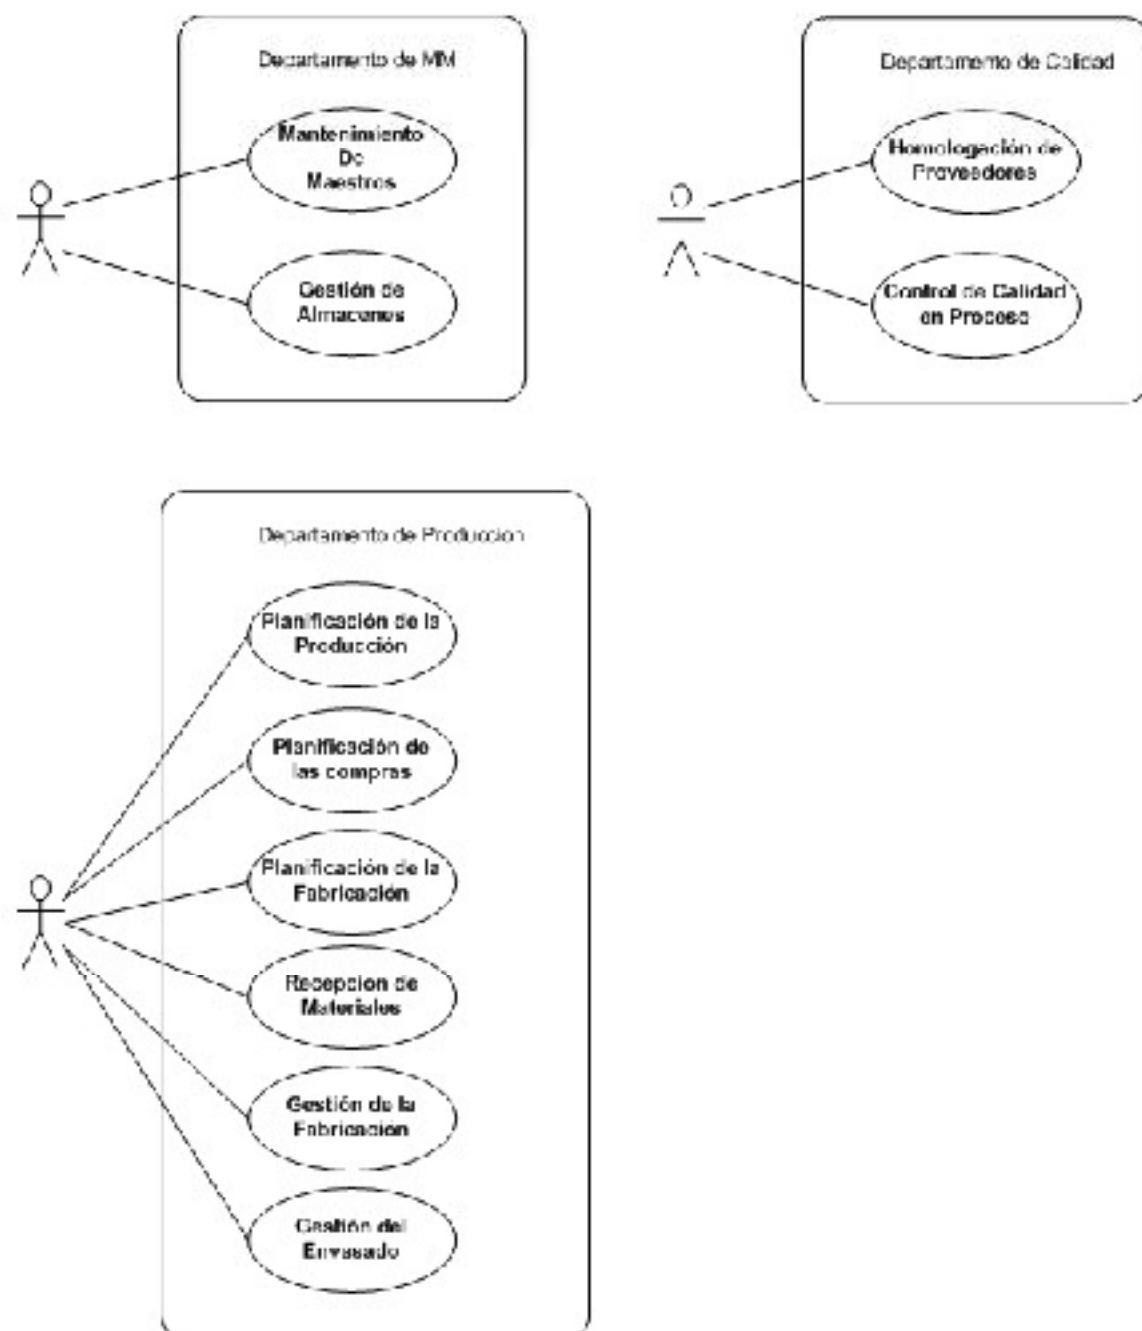 Departamento de MM
Mantenimiento
De
Maestros
Gestión de
Almacenes
Departamento de Calidad
Homologación de
Proveedores
Control de Calidad
en Proceso
Departamento de Produccion
Planificación de la
Producción
Planificación de
las compras
Planificación de la
Fabricación
Recepcion de
Materiales
Gestión de la
Fabricación
Gestión del
Envasado